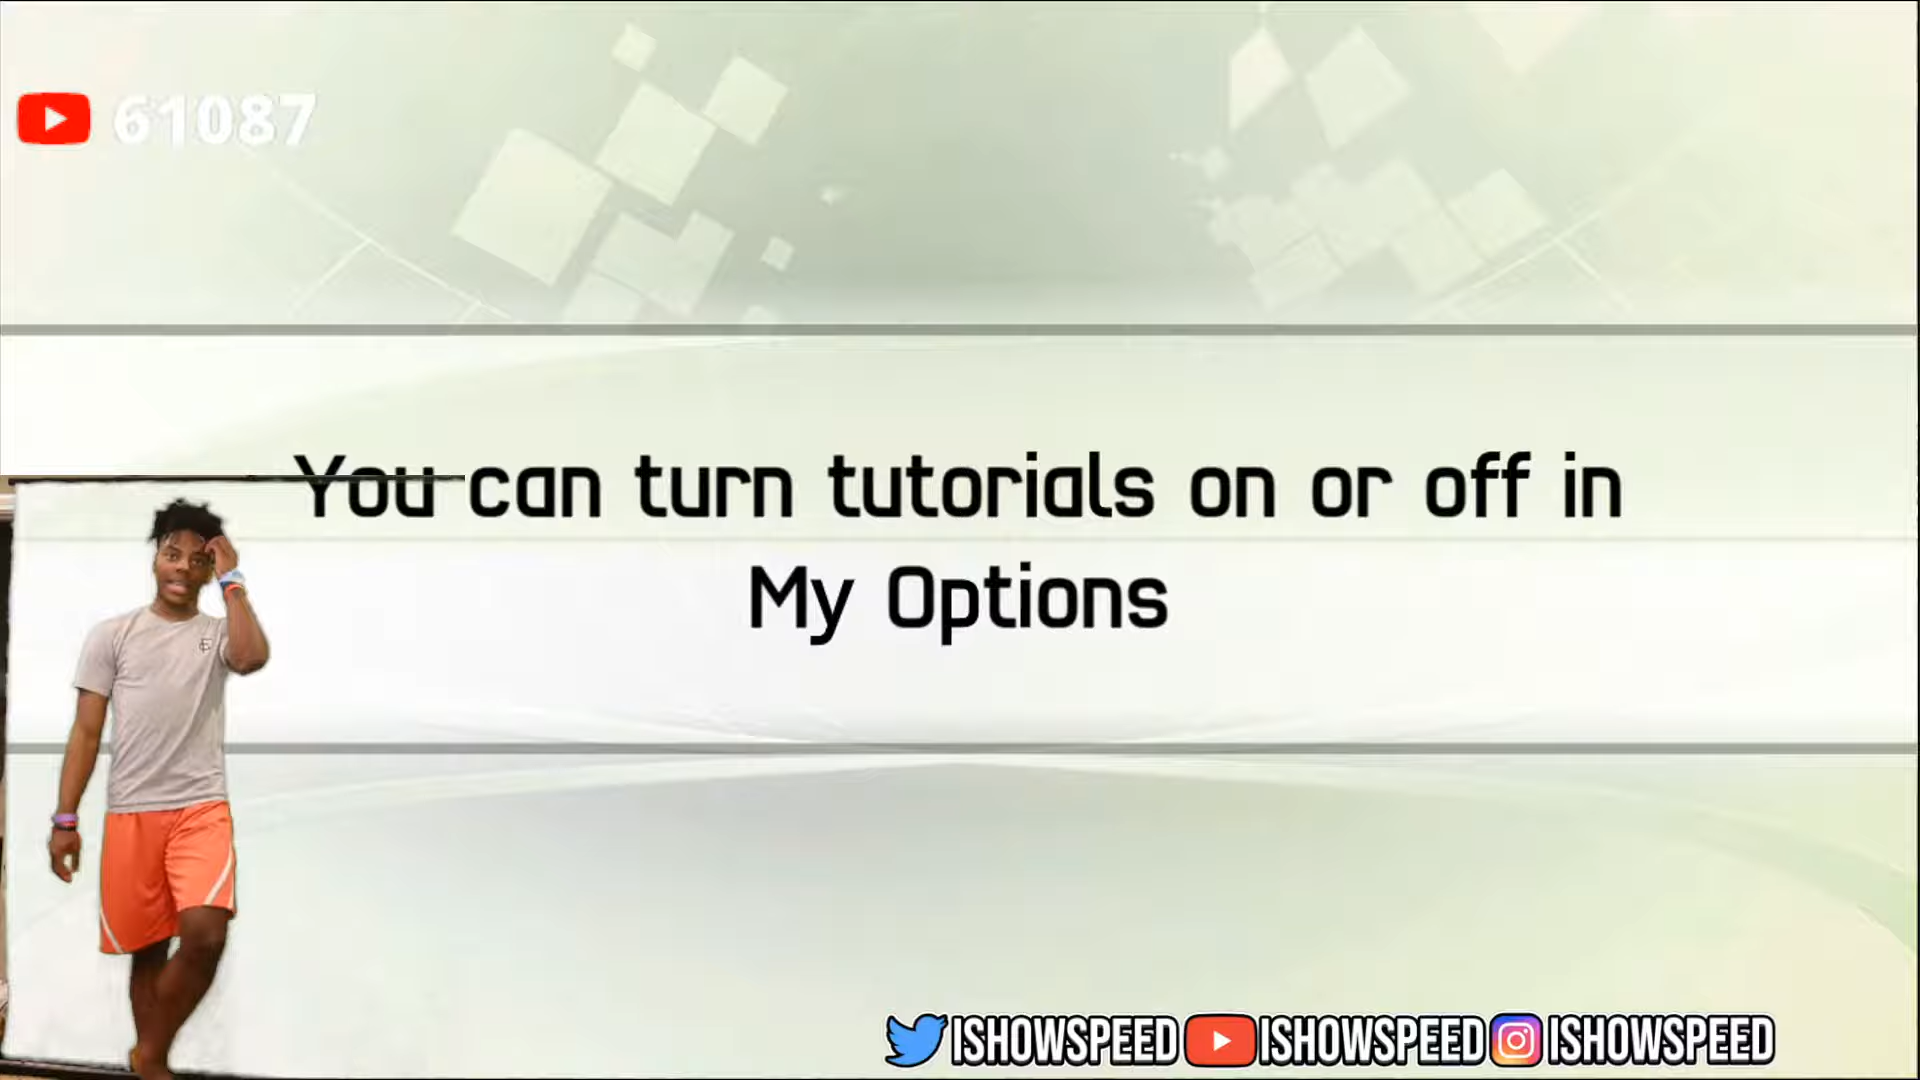 61087
You can turn tutorials on or off in
My Options
ISHOWSPEED ISHOWSPEED ISHOWSPEED